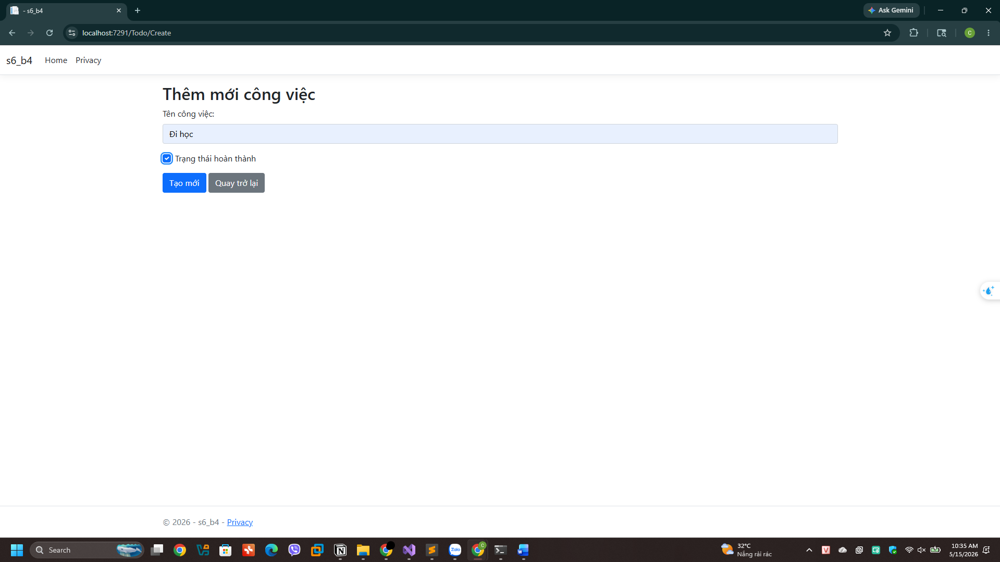 - s6_b4
Ask Gemini
localhost:7291/Todo/Create
C
s6_b4 Home Privacy
Thêm mới công việc
Tên công việc:
Đi học
Trạng thái hoàn thành
Tạo mới Quay trở lại
© 2026 - s6_b4 - Privacy
Search
Zalo
C
32°C
Nắng rải rác
10:35 AM
5/15/2026